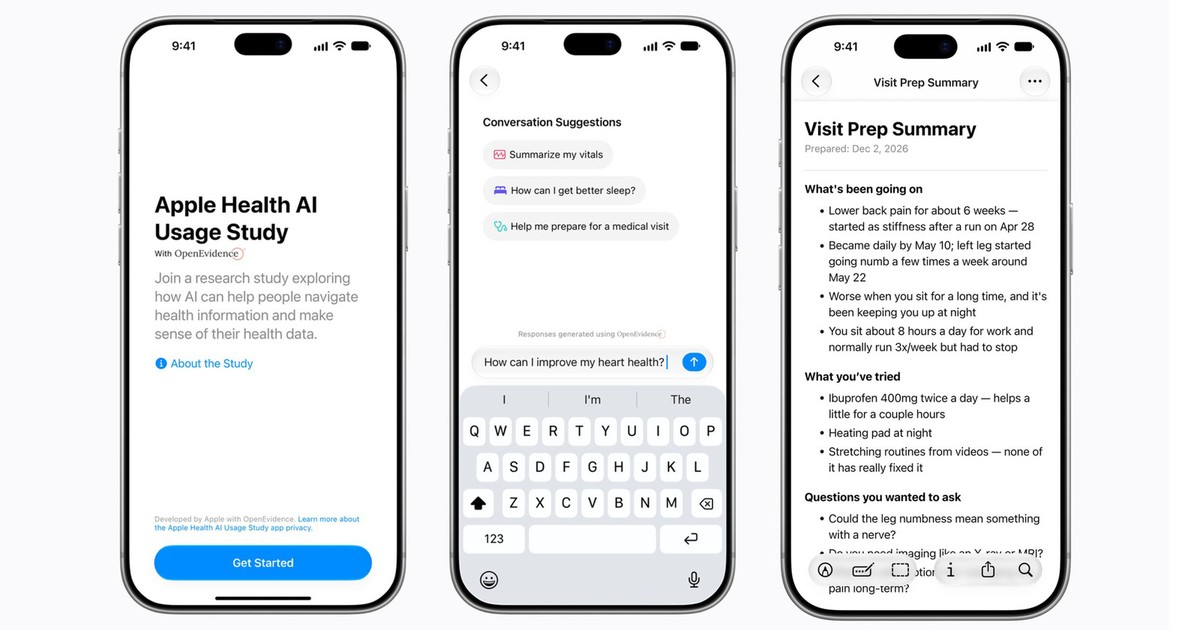 9:41
Apple Health AI
Usage Study
With OpenEvidence
Join a research study exploring
how AI can help people navigate
health information and make
sense of their health data.
About the Study
Developed by Apple with OpenEvidence. Learn more about
the Apple Health AI Usage Study app privacy.
Get Started
9:41
Conversation Suggestions
Summarize my vitals
How can I get better sleep?
Help me prepare for a medical visit
Responses generated using OpenEvidence
How can I improve my heart health?
I I'm The
Q W E R T Y U I O P
A S D F G H J K L
Z X C V B N M
123
9:41
Visit Prep Summary
Visit Prep Summary
Prepared: Dec 2, 2026
What's been going on
• Lower back pain for about 6 weeks —
started as stiffness after a run on Apr 28
• Became daily by May 10; left leg started
going numb a few times a week around
May 22
• Worse when you sit for a long time, and it's
been keeping you up at night
• You sit about 8 hours a day for work and
normally run 3x/week but had to stop
What you've tried
• Ibuprofen 400mg twice a day — helps a
little for a couple hours
• Heating pad at night
• Stretching routines from videos — none of
it has really fixed it
Questions you wanted to ask
• Could the leg numbness mean something
with a nerve?
• Do you need imaging like an X-ray or MRI?
pain long-term?